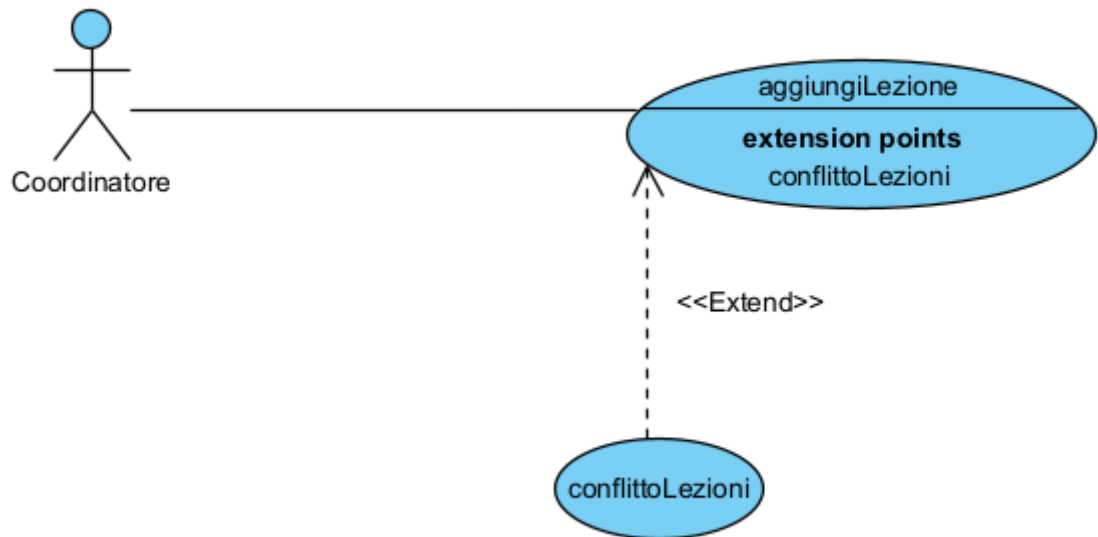 aggiungiLezione
extension points
conflittoLezioni
Coordinatore
<<Extend>>
conflittoLezioni